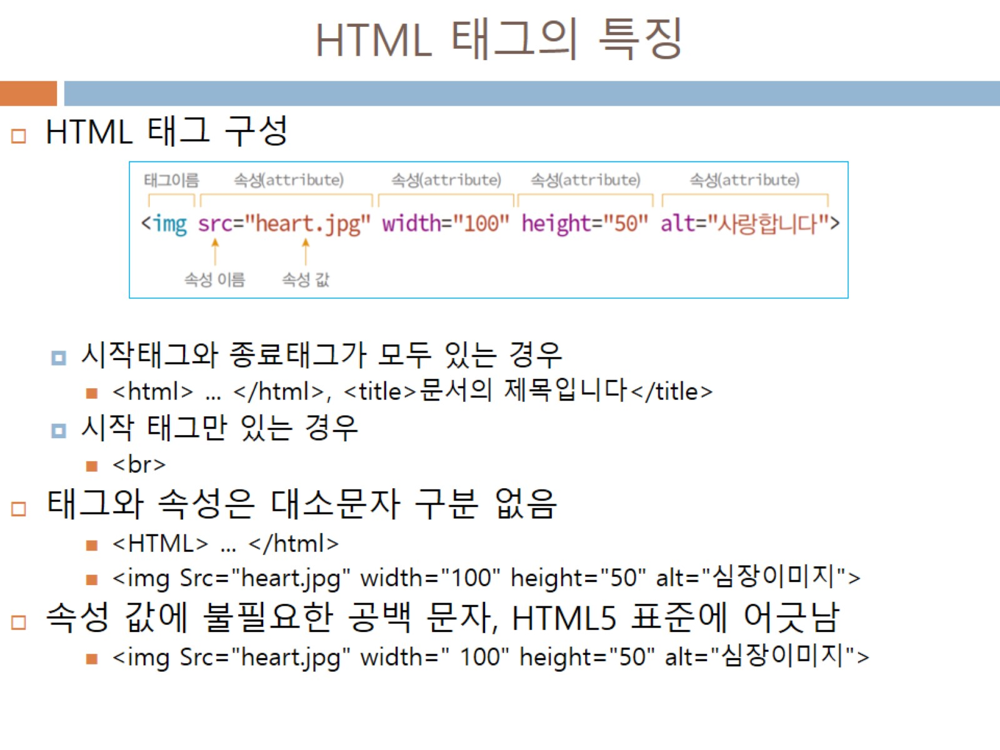 HTML 태그의 특징
HTML 태그 구성
태그이름 속성(attribute) 속성(attribute) 속성(attribute) 속성(attribute)
<img src="heart.jpg" width="100" height="50" alt="사랑합니다">
속성 이름 속성 값
시작태그와 종료태그가 모두 있는 경우
<html> ... </html>, <title>문서의 제목입니다</title>
시작 태그만 있는 경우
<br>
태그와 속성은 대소문자 구분 없음
<HTML> ... </html>
<img Src="heart.jpg" width="100" height="50" alt="심장이미지">
속성 값에 불필요한 공백 문자, HTML5 표준에 어긋남
<img Src="heart.jpg" width=" 100" height="50" alt="심장이미지">